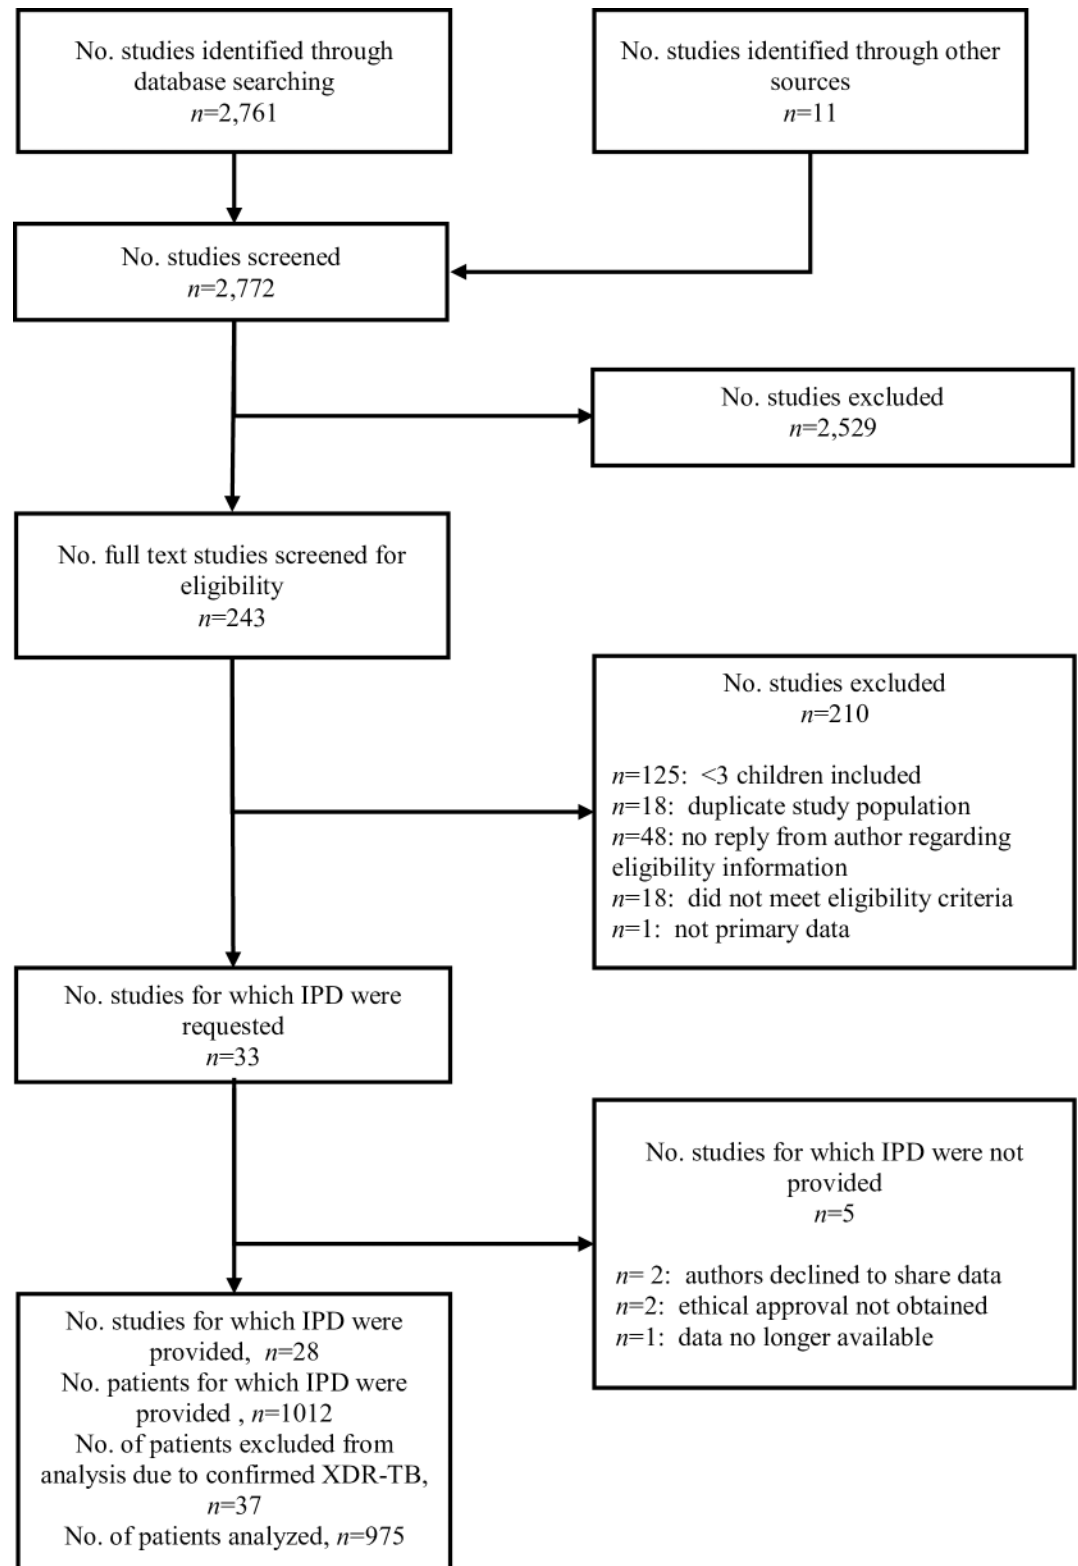 No. studies identified through
database searching
n=2,761
No. studies identified through other
sources
n=11
No. studies screened
n=2,772
No. studies excluded
n=2,529
No. full text studies screened for
eligibility
n=243
No. studies excluded
n=210
n=125:  <3 children included
n=18:  duplicate study population
n=48: no reply from author regarding
eligibility information
n=18:  did not meet eligibility criteria
n=1:  not primary data
No. studies for which IPD were
requested
n=33
No. studies for which IPD were not
provided
n=5
n= 2:  authors declined to share data
n=2:  ethical approval not obtained
n=1:  data no longer available
No. studies for which IPD were
provided,  n=28
No. patients for which IPD were
provided , n=1012
No. of patients excluded from
analysis due to confirmed XDR-TB,
n=37
No. of patients analyzed, n=975